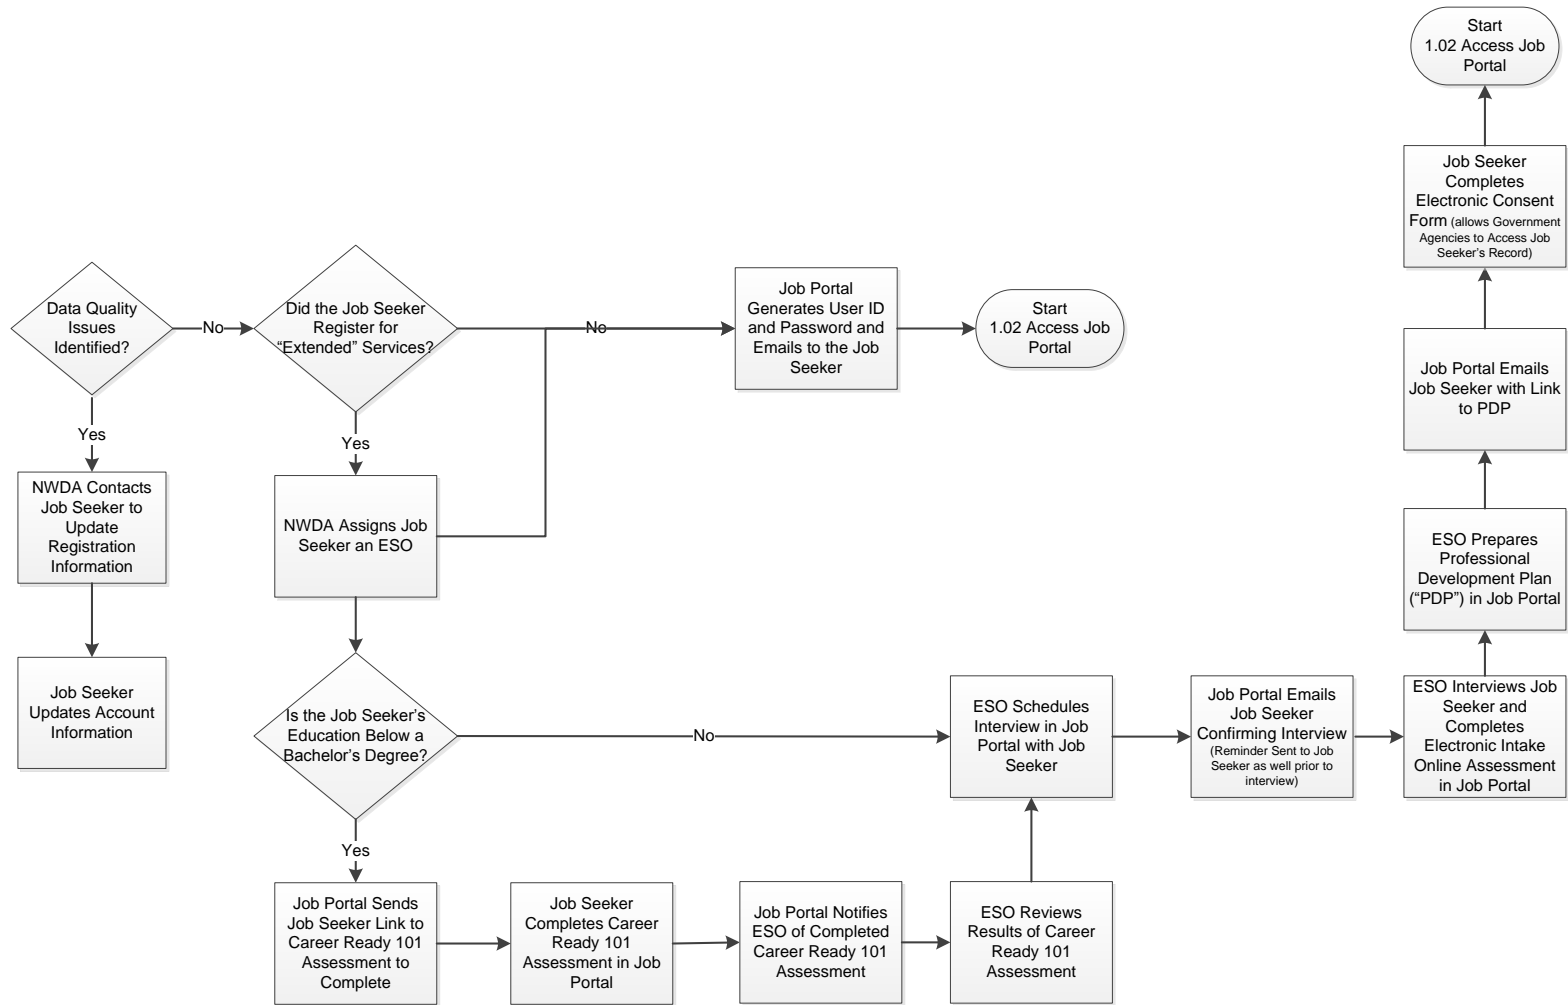 Start
1.02 Access Job
Portal
Job Seeker
Completes
Electronic Consent
Form (allows Government
Agencies to Access Job
Seeker's Record)
Data Quality
Issues
Identified?
No
Did the Job Seeker
Register for
“Extended” Services?
No
Job Portal
Generates User ID
and Password and
Emails to the Job
Seeker
Start
1.02 Access Job
Portal
Job Portal Emails
Job Seeker with Link
to PDP
Yes
Yes
NWDA Contacts
Job Seeker to
Update
Registration
Information
NWDA Assigns Job
Seeker an ESO
ESO Prepares
Professional
Development Plan
(“PDP”) in Job Portal
Job Seeker
Updates Account
Information
Is the Job Seeker’s
Education Below a
Bachelor’s Degree?
No
ESO Schedules
Interview in Job
Portal with Job
Seeker
Job Portal Emails
Job Seeker
Confirming Interview
(Reminder Sent to Job
Seeker as well prior to
interview)
ESO Interviews Job
Seeker and
Completes
Electronic Intake
Online Assessment
in Job Portal
Yes
Job Portal Sends
Job Seeker Link to
Career Ready 101
Assessment to
Complete
Job Seeker
Completes Career
Ready 101
Assessment in Job
Portal
Job Portal Notifies
ESO of Completed
Career Ready 101
Assessment
ESO Reviews
Results of Career
Ready 101
Assessment